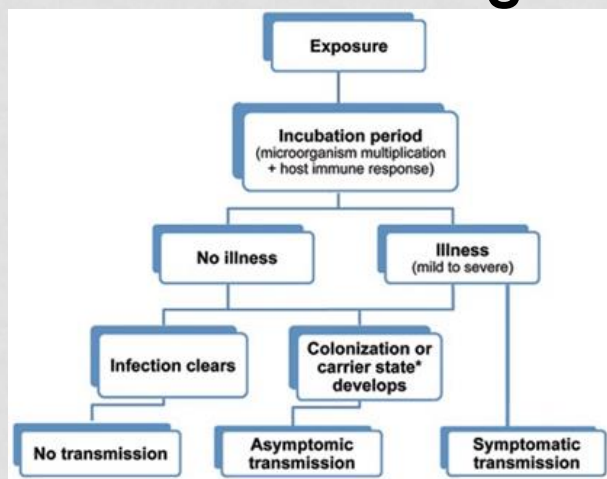 Exposure
Incubation period
(microorganism multiplication
+ host immune response)
No illness
Illness
(mild to severe)
Infection clears
Colonization or
carrier state*
develops
No transmission
Asymptomic
transmission
Symptomatic
transmission